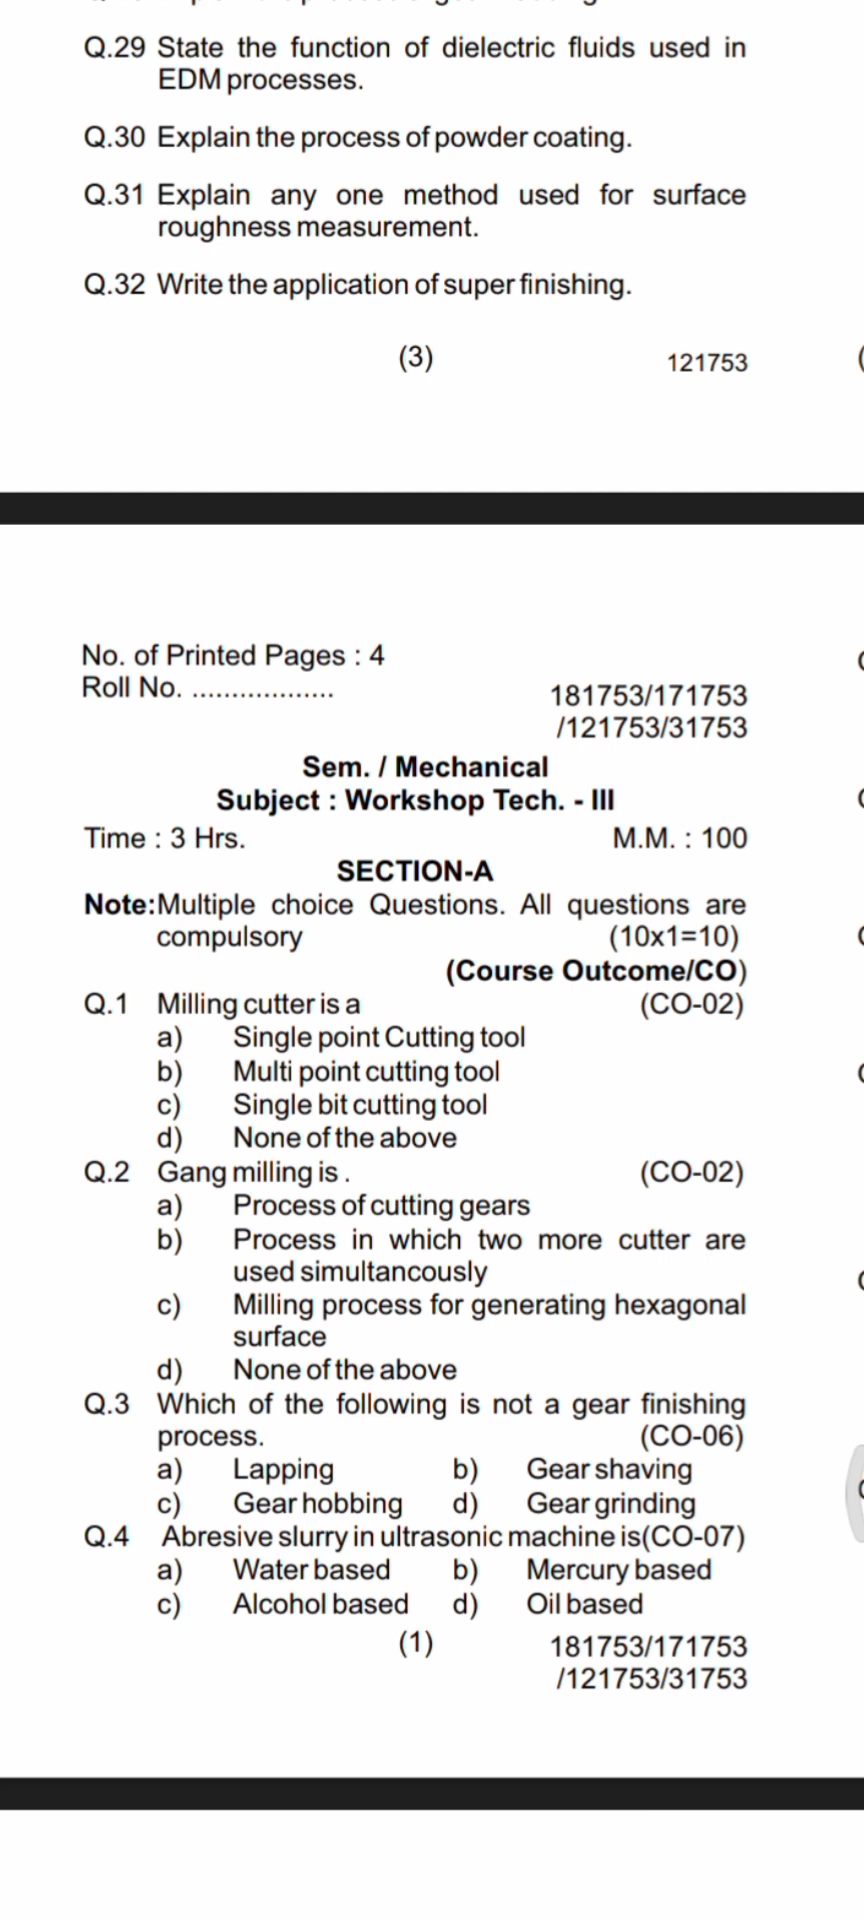 Q.29 State the function of dielectric fluids used in
EDM processes.
Q.30 Explain the process of powder coating.
Q.31 Explain any one method used for surface
roughness measurement.
Q.32 Write the application of super finishing.
(3) 121753
No. of Printed Pages : 4
Roll No. ..................
181753/171753
/121753/31753
Sem. / Mechanical
Subject : Workshop Tech. - III
Time : 3 Hrs. M.M. : 100
SECTION-A
Note:Multiple choice Questions. All questions are
compulsory (10x1=10)
(Course Outcome/CO)
Q.1 Milling cutter is a (CO-02)
a) Single point Cutting tool
b) Multi point cutting tool
c) Single bit cutting tool
d) None of the above
Q.2 Gang milling is . (CO-02)
a) Process of cutting gears
b) Process in which two more cutter are
used simultancously
c) Milling process for generating hexagonal
surface
d) None of the above
Q.3 Which of the following is not a gear finishing
process. (CO-06)
a) Lapping b) Gear shaving
c) Gear hobbing d) Gear grinding
Q.4 Abresive slurry in ultrasonic machine is(CO-07)
a) Water based b) Mercury based
c) Alcohol based d) Oil based
(1) 181753/171753
/121753/31753